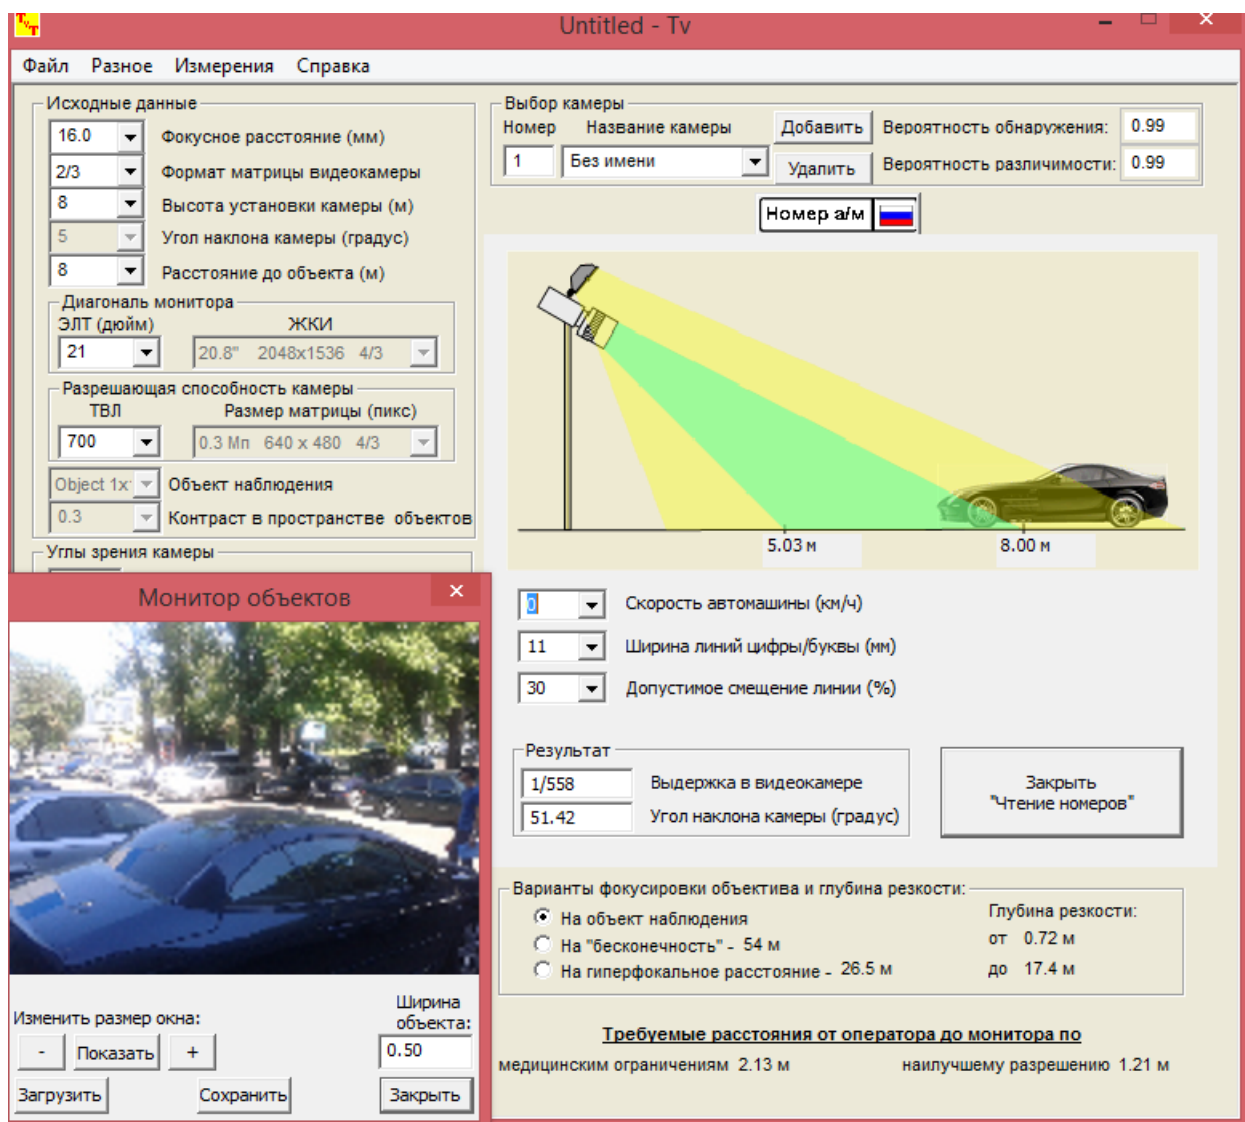 TvT
Untitled - Tv
Файл Разное Измерения Справка
Исходные данные
16.0 Фокусное расстояние (мм)
2/3 Формат матрицы видеокамеры
8 Высота установки камеры (м)
5 Угол наклона камеры (градус)
8 Расстояние до объекта (м)
Диагональ монитора
ЭЛТ (дюйм) ЖКИ
21 20.8" 2048x1536 4/3
Разрешающая способность камеры
ТВЛ Размер матрицы (пикс)
700 0.3 Мп 640 x 480 4/3
Object 1x Объект наблюдения
0.3 Контраст в пространстве объектов
Углы зрения камеры
Выбор камеры
Номер Название камеры Добавить Вероятность обнаружения: 0.99
1 Без имени Удалить Вероятность различимости: 0.99
Номер а/м
5.03 м 8.00 м
0 Скорость автомашины (км/ч)
11 Ширина линий цифры/буквы (мм)
30 Допустимое смещение линии (%)
Результат
1/558 Выдержка в видеокамере
51.42 Угол наклона камеры (градус)
Закрыть
"Чтение номеров"
Варианты фокусировки объектива и глубина резкости:
На объект наблюдения
На "бесконечность" - 54 м
На гиперфокальное расстояние - 26.5 м
Глубина резкости:
от 0.72 м
до 17.4 м
Требуемые расстояния от оператора до монитора по
медицинским ограничениям 2.13 м наилучшему разрешению 1.21 м
Монитор объектов
Изменить размер окна:
Ширина
объекта:
- Показать + 0.50
Загрузить Сохранить Закрыть